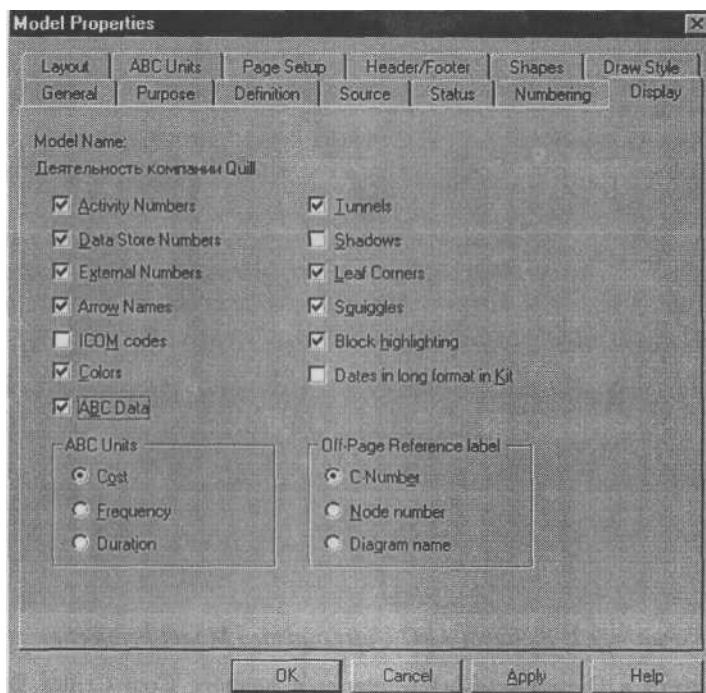 Model Properties
Layout ABC Units Page Setup Header/Footer Shapes Draw Style
General Purpose Definition Source Status Numbering Display
Model Name:
Деятельность компании Quill
Activity Numbers
Data Store Numbers
External Numbers
Arrow Names
ICOM codes
Colors
ABC Data
Tunnels
Shadows
Leaf Corners
Squiggles
Block highlighting
Dates in long format in Kit
ABC Units
Cost
Frequency
Duration
Off-Page Reference label
C-Number
Node number
Diagram name
OK Cancel Apply Help